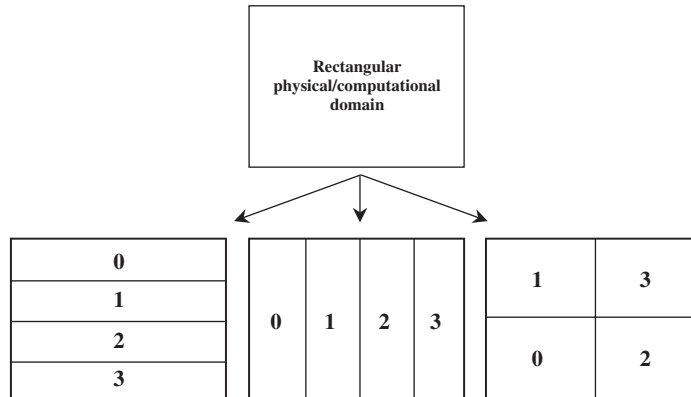 Rectangular
physical/computational
domain
0
1
2
3
0 1 2 3
1 3
0 2